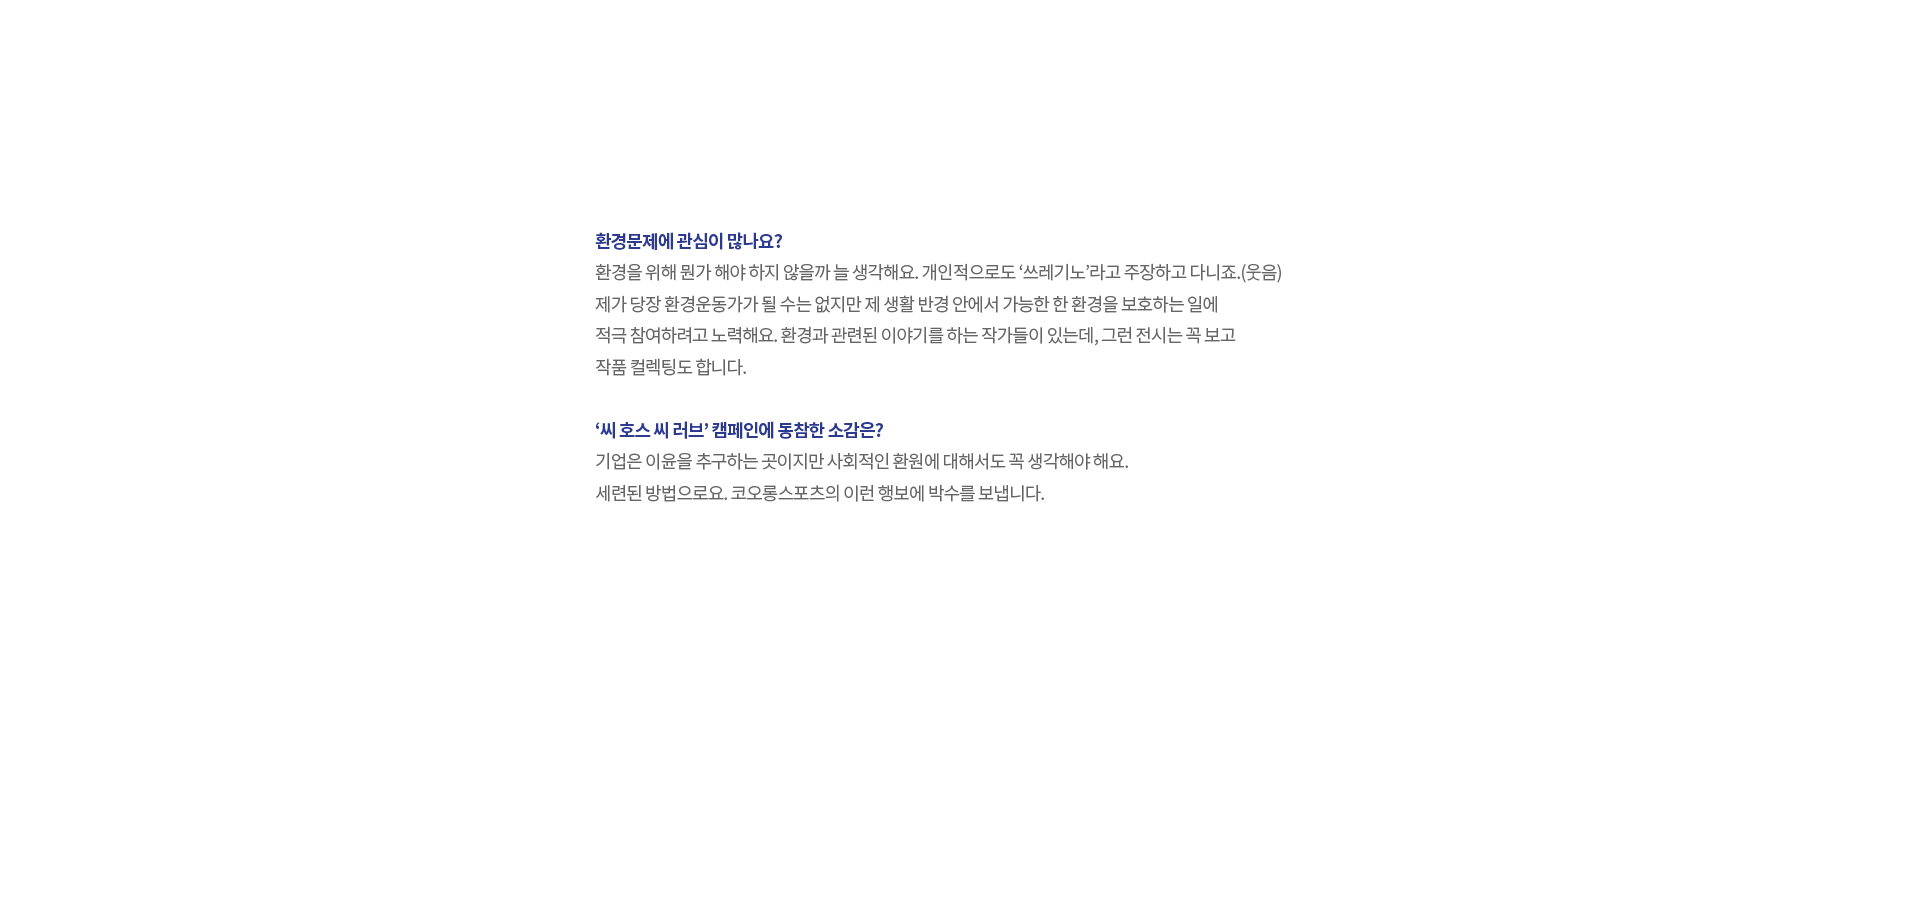 환경문제에 관심이 많나요?
환경을 위해 뭔가 해야 하지 않을까 늘 생각해요. 개인적으로도 ‘쓰레기노’라고 주장하고 다니죠.(웃음)
제가 당장 환경운동가가 될 수는 없지만 제 생활 반경 안에서 가능한 한 환경을 보호하는 일에
적극 참여하려고 노력해요. 환경과 관련된 이야기를 하는 작가들이 있는데, 그런 전시는 꼭 보고
작품 컬렉팅도 합니다.
‘씨 호스 씨 러브’ 캠페인에 동참한 소감은?
기업은 이윤을 추구하는 곳이지만 사회적인 환원에 대해서도 꼭 생각해야 해요.
세련된 방법으로요. 코오롱스포츠의 이런 행보에 박수를 보냅니다.